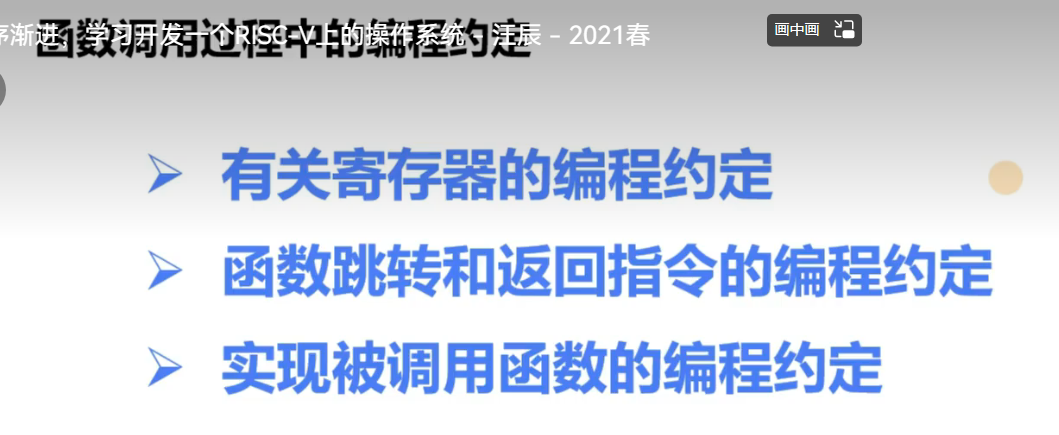 序渐进，学习开发一个RISC-V上的操作系统 - 汪辰 - 2021春
画中画
函数调用过程中的编程约定
有关寄存器的编程约定
函数跳转和返回指令的编程约定
实现被调用函数的编程约定